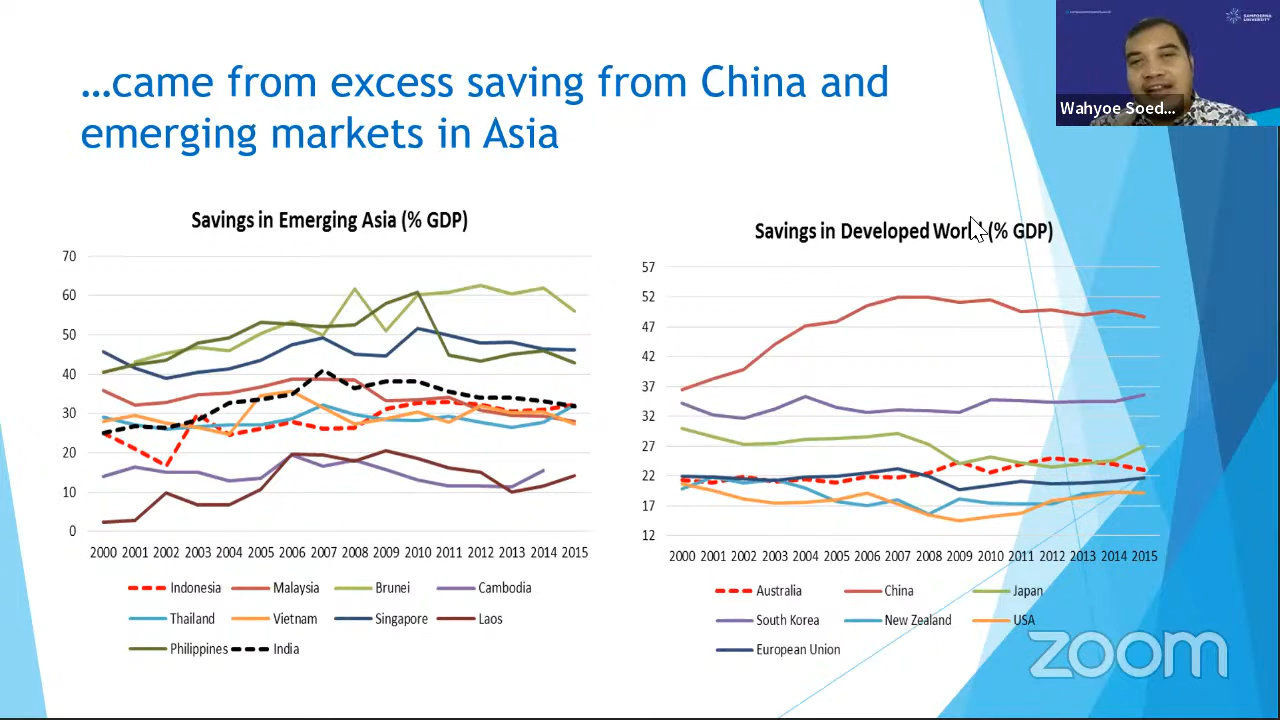 ...came from excess saving from China and
emerging markets in Asia
SAMPOERNA
UNIVERSITY
Wahyoe Soed...
Savings in Emerging Asia (% GDP)
70
60
50
40
30
20
10
0
2000 2001 2002 2003 2004 2005 2006 2007 2008 2009 2010 2011 2012 2013 2014 2015
Indonesia Malaysia Brunei Cambodia
Thailand Vietnam Singapore Laos
Philippines India
Savings in Developed World (% GDP)
57
52
47
42
37
32
27
22
17
12
2000 2001 2002 2003 2004 2005 2006 2007 2008 2009 2010 2011 2012 2013 2014 2015
Australia China Japan
South Korea New Zealand USA
European Union
zoom